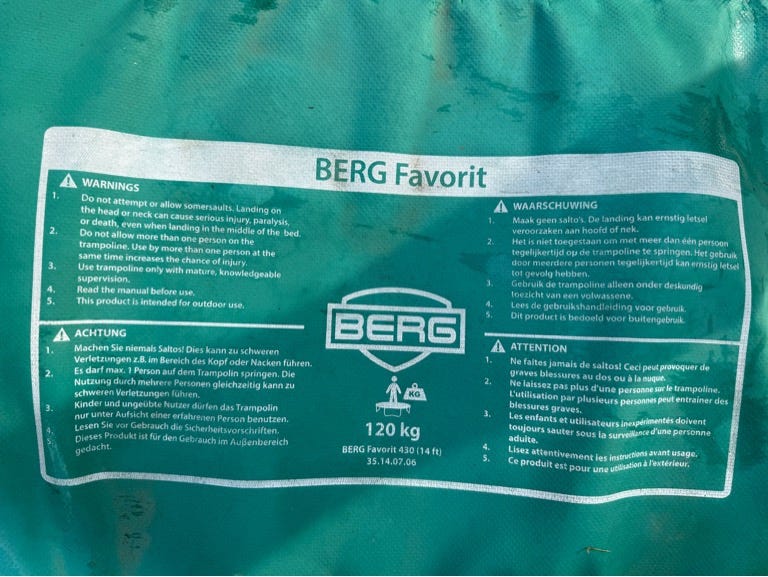 BERG Favorit
WARNINGS
1. Do not attempt or allow somersaults. Landing on
the head or neck can cause serious injury, paralysis,
or death, even when landing in the middle of the bed.
2. Do not allow more than one person on the
trampoline. Use by more than one person at the
same time increases the chance of injury.
3. Use trampoline only with mature, knowledgeable
supervision.
4. Read the manual before use.
5. This product is intended for outdoor use.
ACHTUNG
1. Machen Sie niemals Saltos! Dies kann zu schweren
Verletzungen z.B. im Bereich des Kopf oder Nacken führen.
2. Es darf max. 1 Person auf dem Trampolin springen. Die
Nutzung durch mehrere Personen gleichzeitig kann zu
schweren Verletzungen führen.
3. Kinder und ungeübte Nutzer dürfen das Trampolin
nur unter Aufsicht einer erfahrenen Person benutzen.
4. Lesen Sie vor Gebrauch die Sicherheitsvorschriften.
5. Dieses Produkt ist für den Gebrauch im Außenbereich
gedacht.
BERG
KG
120 kg
BERG Favorit 430 (14 ft)
35.14.07.06
WAARSCHUWING
1. Maak geen salto's. De landing kan ernstig letsel
veroorzaken aan hoofd of nek.
2. Het is niet toegestaan om met meer dan één persoon
tegelijkertijd op de trampoline te springen. Het gebruik
door meerdere personen tegelijkertijd kan ernstig letsel
tot gevolg hebben.
3. Gebruik de trampoline alleen onder deskundig
toezicht van een volwassene.
4. Lees de gebruikshandleiding voor gebruik.
5. Dit product is bedoeld voor buitengebruik.
ATTENTION
1. Ne faites jamais de saltos! Ceci peut provoquer de
graves blessures au dos ou à la nuque.
2. Ne laissez pas plus d'une personne sur le trampoline.
L'utilisation par plusieurs personnes peut entraîner des
blessures graves.
3. Les enfants et utilisateurs inexpérimentés doivent
toujours sauter sous la surveillance d'une personne
adulte.
4. Lisez attentivement les instructions avant usage.
5. Ce produit est pour une utilisation à l'extérieur.